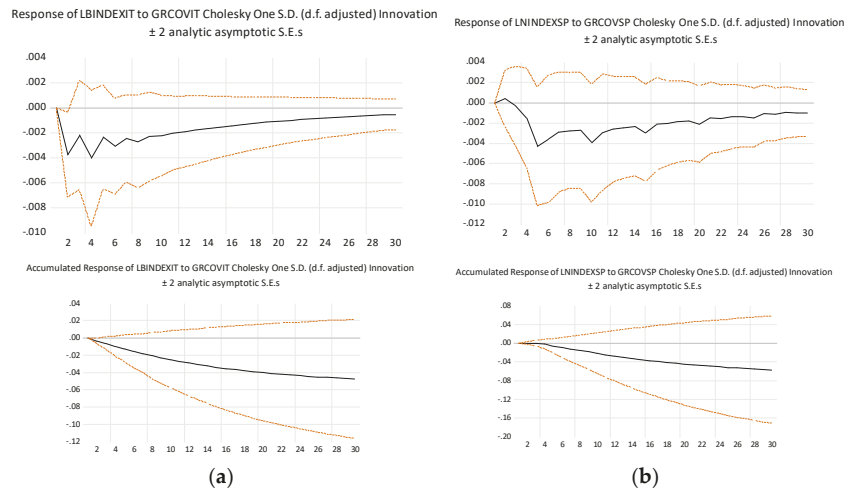 Response of LBINDEXIT to GRCOVIT Cholesky One S.D. (d.f. adjusted) Innovation
± 2 analytic asymptotic S.E.s
.004
.002
.000
-.002
-.004
-.006
-.008
-.010
2 4 6 8 10 12 14 16 18 20 22 24 26 28 30
Accumulated Response of LBINDEXIT to GRCOVIT Cholesky One S.D. (d.f. adjusted) Innovation
± 2 analytic asymptotic S.E.s
.04
.02
.00
-.02
-.04
-.06
-.08
-.10
-.12
2 4 6 8 10 12 14 16 18 20 22 24 26 28 30
(a)
Response of LNINDEXSP to GRCOVSP Cholesky One S.D. (d.f. adjusted) Innovation
± 2 analytic asymptotic S.E.s
.004
.002
.000
-.002
-.004
-.006
-.008
-.010
-.012
2 4 6 8 10 12 14 16 18 20 22 24 26 28 30
Accumulated Response of LNINDEXSP to GRCOVSP Cholesky One S.D. (d.f. adjusted) Innovation
± 2 analytic asymptotic S.E.s
.08
.04
.00
-.04
-.08
-.12
-.16
-.20
2 4 6 8 10 12 14 16 18 20 22 24 26 28 30
(b)